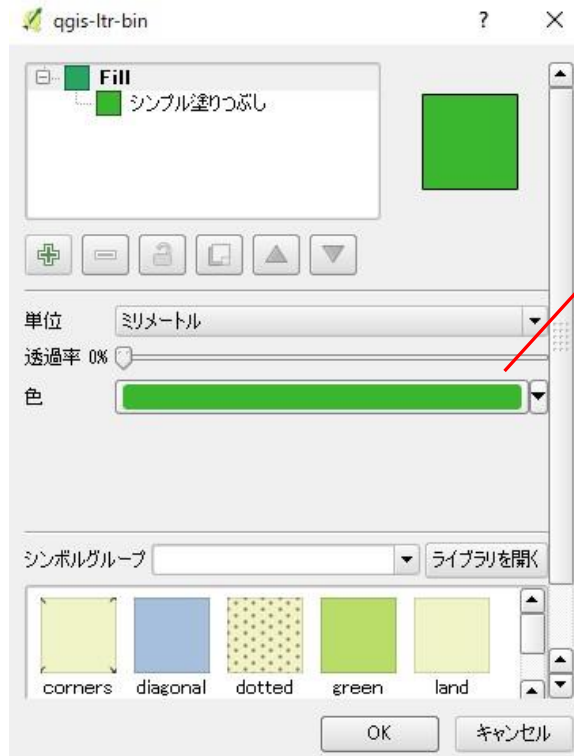 qgis-ltr-bin
Fill
シンプル塗りつぶし
単位 ミリメートル
透過率 0%
色
シンボルグループ ライブラリを開く
corners diagonal dotted green land
OK キャンセル